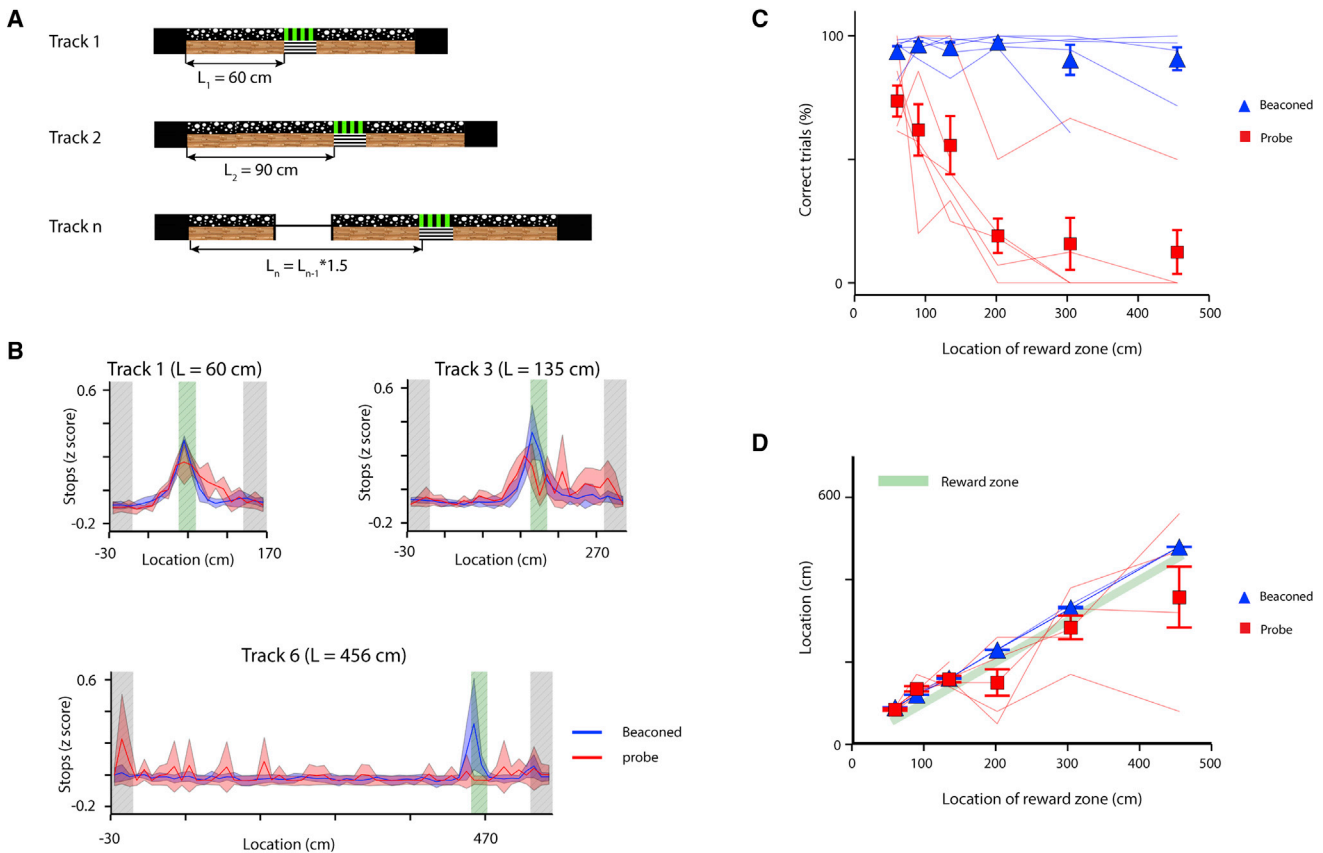 A
Track 1
L1 = 60 cm
Track 2
L2 = 90 cm
Track n
Ln = Ln-1*1.5
B
Track 1 (L = 60 cm)
0.6
Stops (z score)
-0.2
-30
170
Location (cm)
Track 3 (L = 135 cm)
0.6
Stops (z score)
-0.2
-30
270
Location (cm)
Track 6 (L = 456 cm)
0.6
Stops (z score)
-0.2
-30
470
Location (cm)
Beaconed
probe
C
100
Correct trials (%)
0
0 100 200 300 400 500
Location of reward zone (cm)
Beaconed
Probe
D
Reward zone
600
Location (cm)
0
0 100 200 300 400 500
Location of reward zone (cm)
Beaconed
Probe